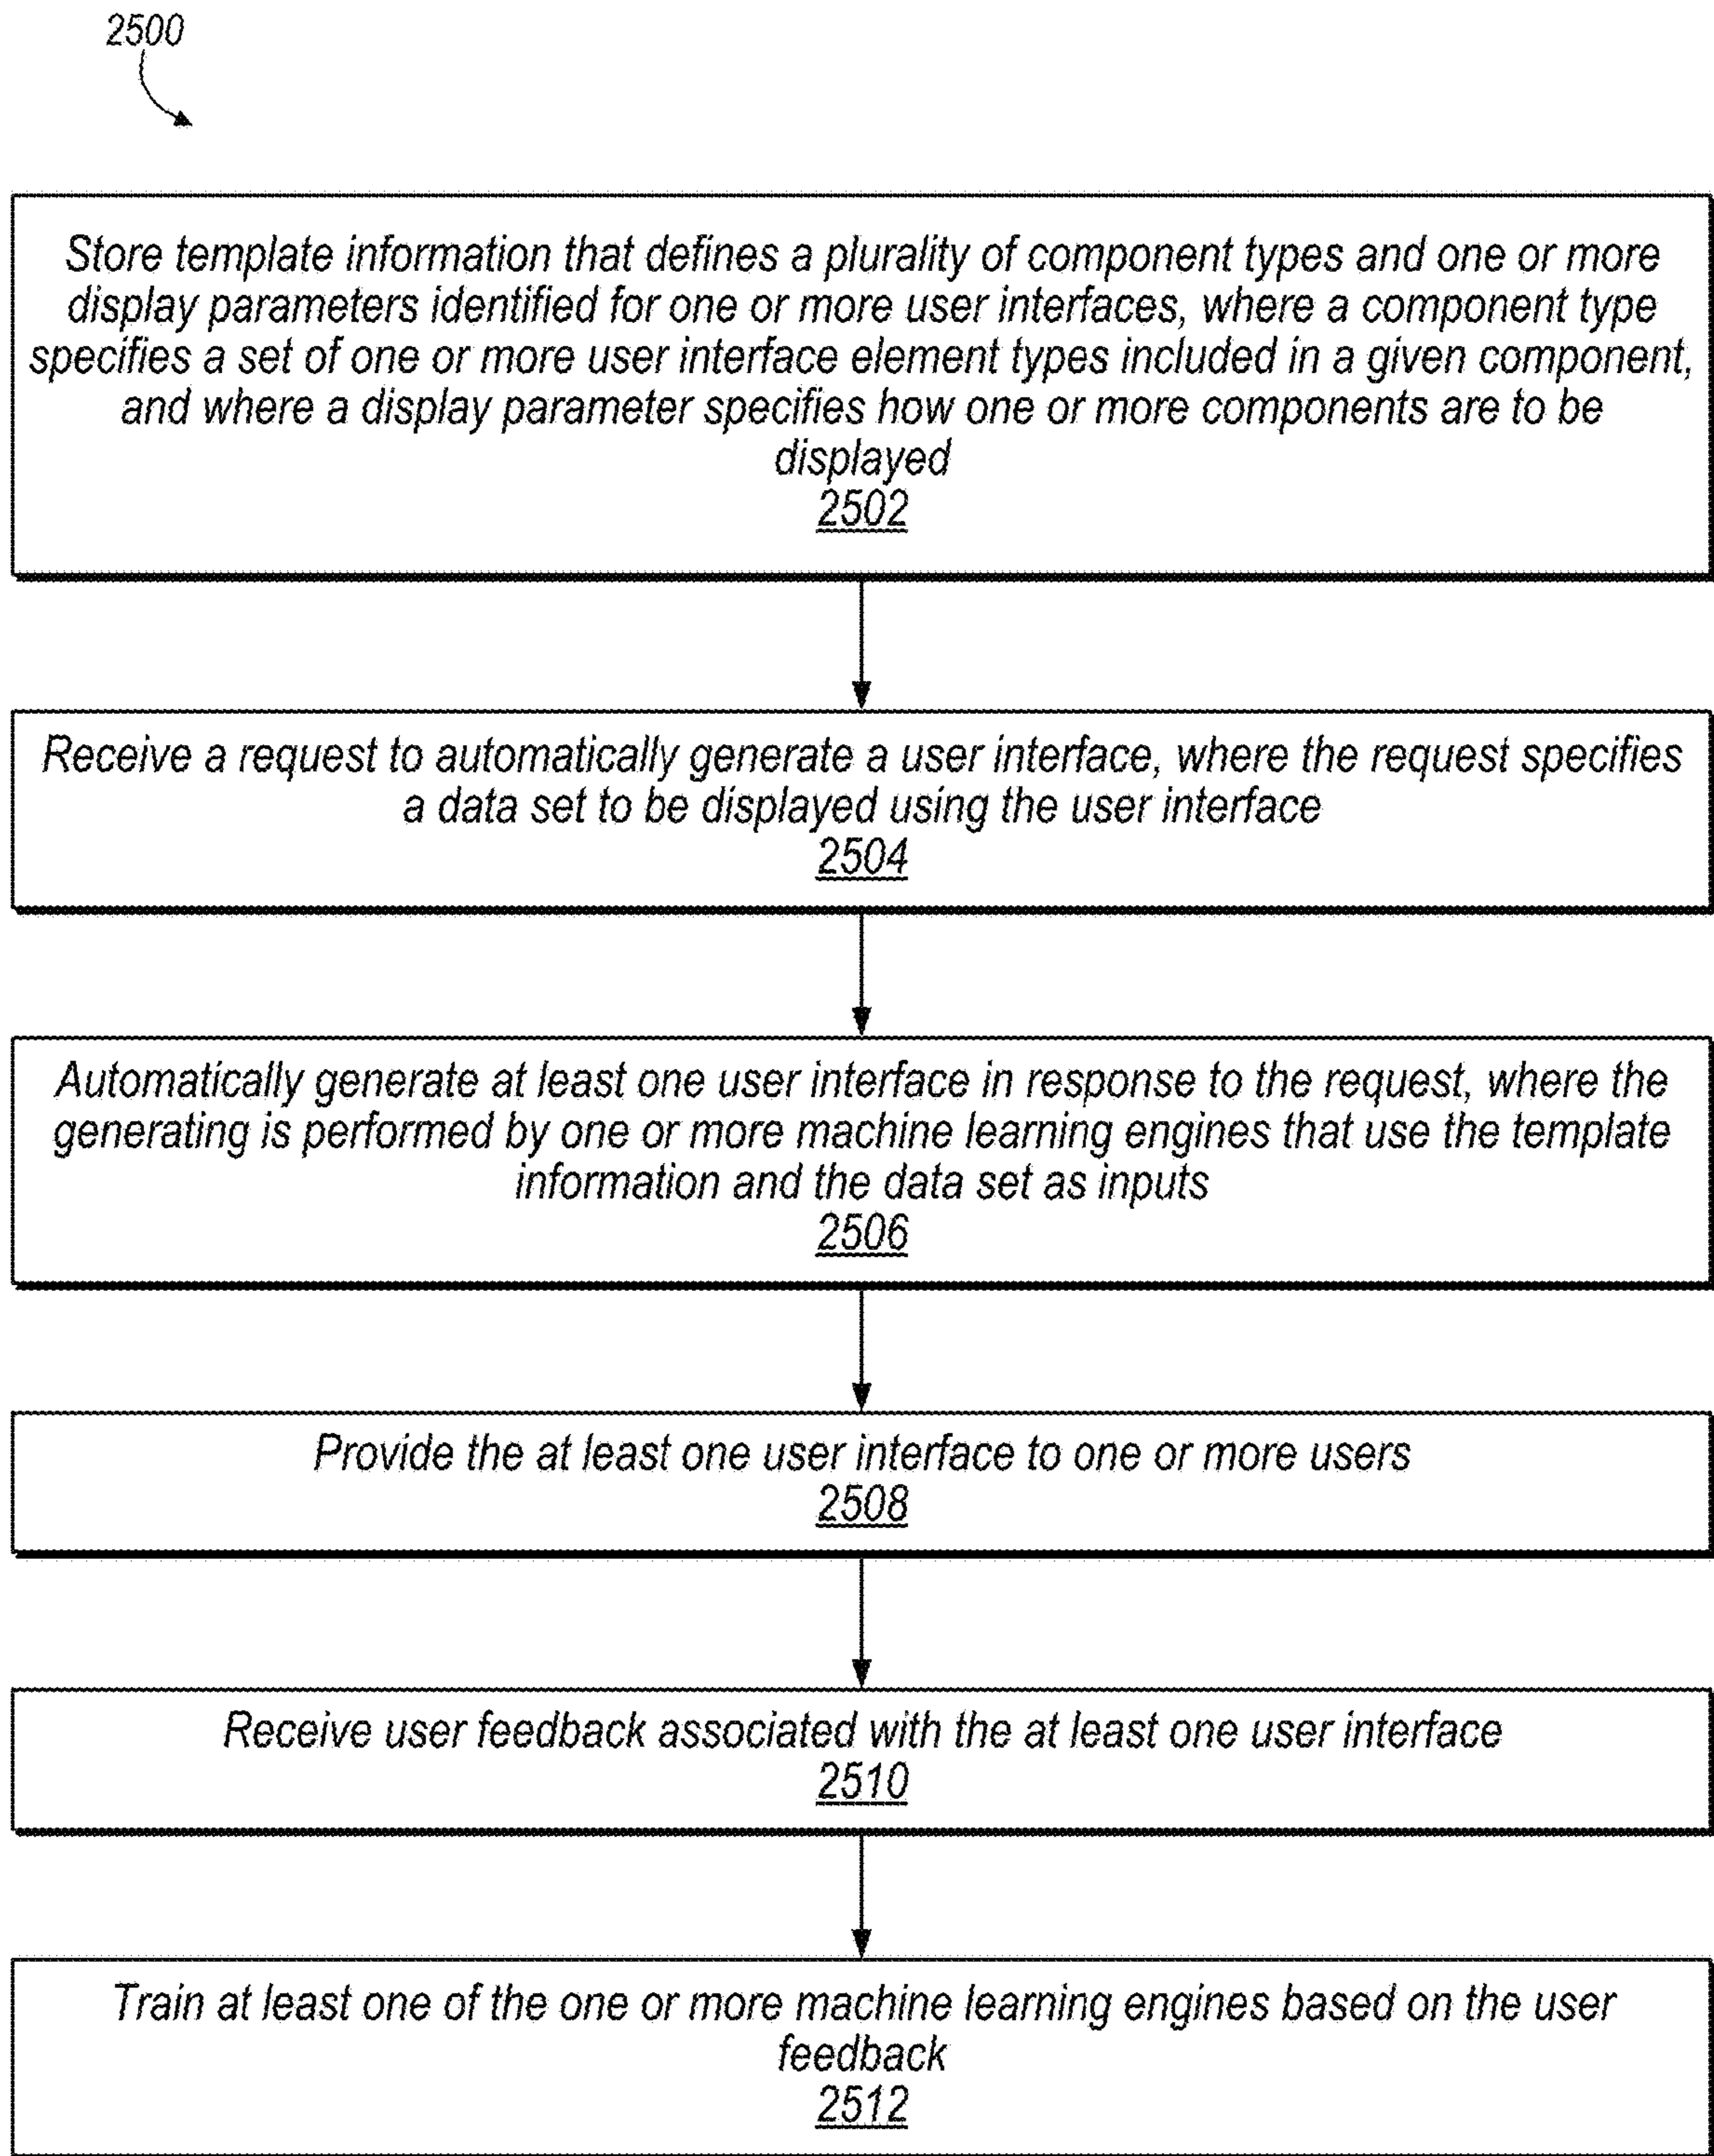 2500
Store template information that defines a plurality of component types and one or more
display parameters identified for one or more user interfaces, where a component type
specifies a set of one or more user interface element types included in a given component,
and where a display parameter specifies how one or more components are to be
displayed
2502
Receive a request to automatically generate a user interface, where the request specifies
a data set to be displayed using the user interface
2504
Automatically generate at least one user interface in response to the request, where the
generating is performed by one or more machine learning engines that use the template
information and the data set as inputs
2506
Provide the at least one user interface to one or more users
2508
Receive user feedback associated with the at least one user interface
2510
Train at least one of the one or more machine learning engines based on the user
feedback
2512